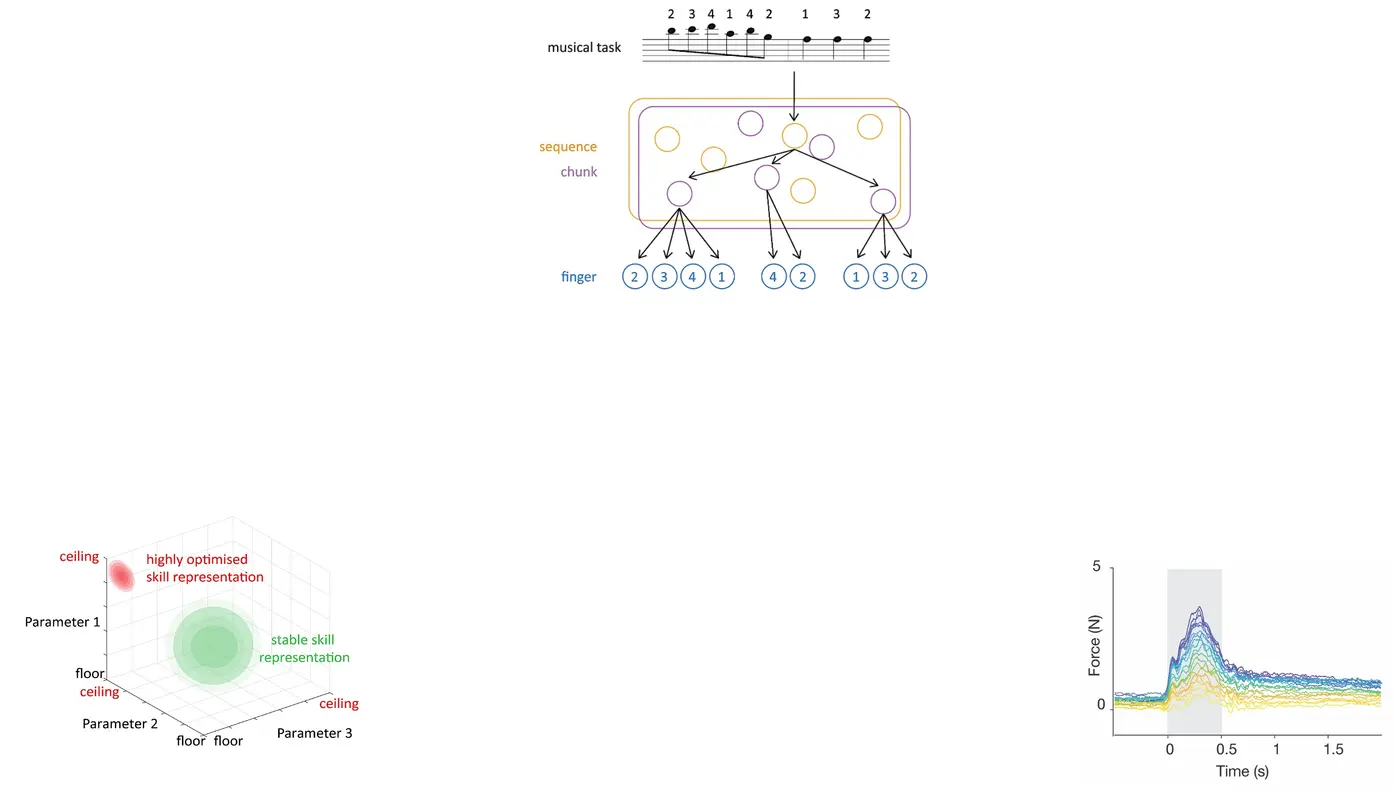 2 3 4 1 4 2 1 3 2
musical task
sequence
chunk
finger
2 3 4 1 4 2 1 3 2
ceiling
highly optimised
skill representation
Parameter 1
stable skill
representation
floor
ceiling
ceiling
Parameter 2
Parameter 3
floor floor
5
Force (N)
0
0 0.5 1 1.5
Time (s)